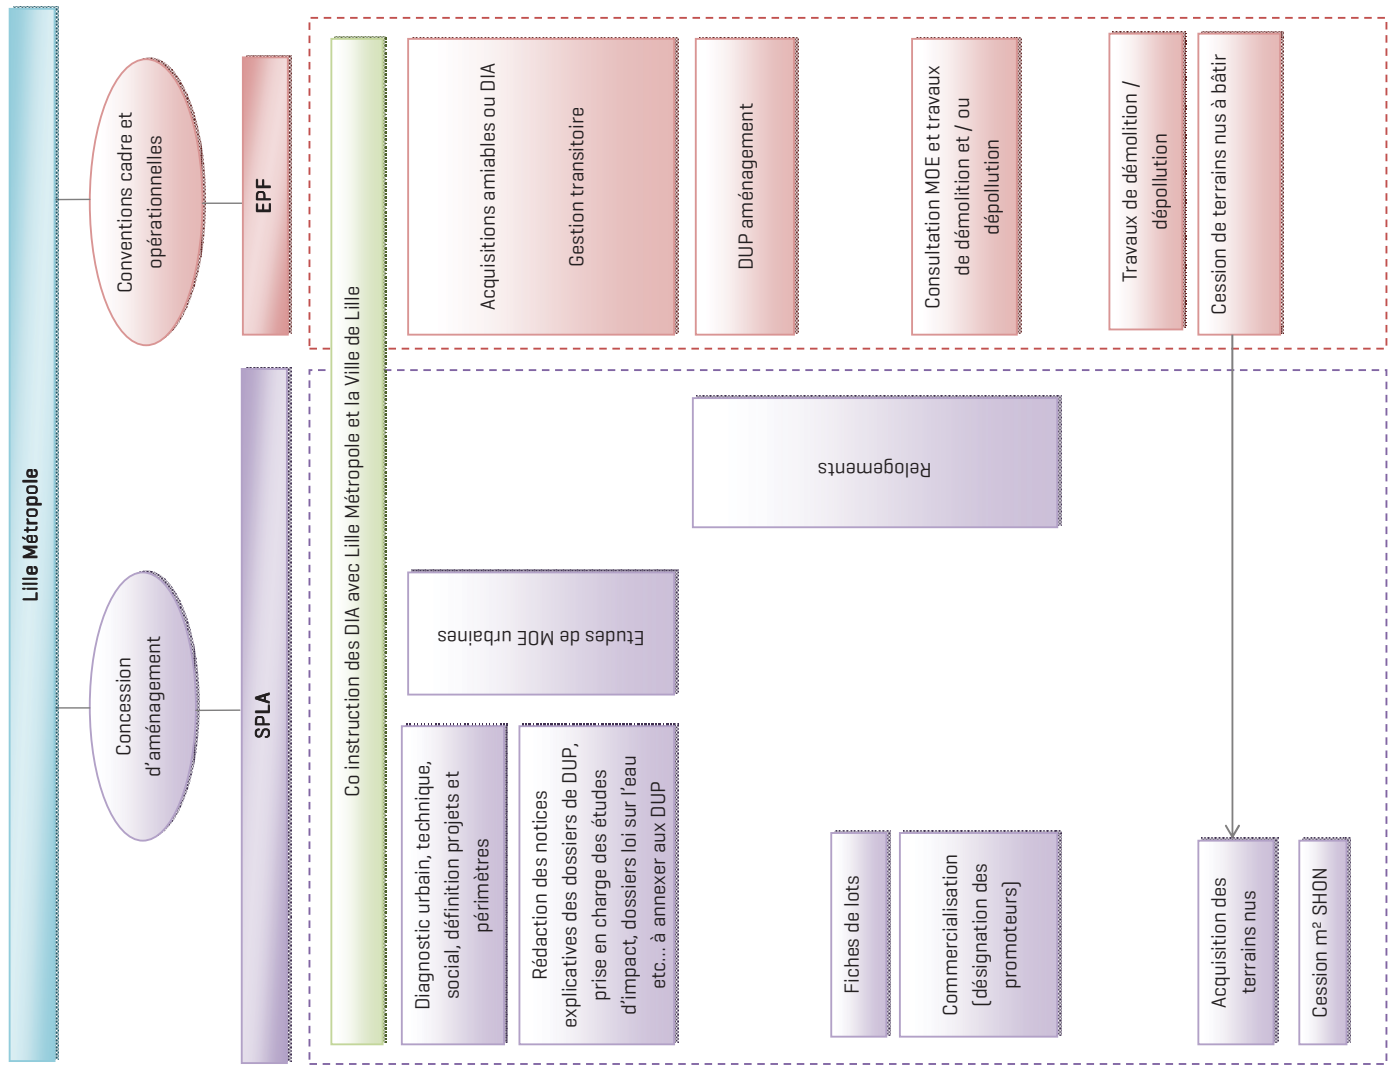 Lille Métropole
Concession
d'aménagement
Conventions cadre et
opérationnelles
SPLA
EPF
Co instruction des DIA avec Lille Métropole et la Ville de Lille
Diagnostic urbain, technique,
social, définition projets et
périmètres
Rédaction des notices
explicatives des dossiers de DUP,
prise en charge des études
d'impact, dossiers loi sur l'eau
etc... à annexer aux DUP
Etudes de MOE urbaines
Acquisitions amiables ou DIA
Gestion transitoire
Relogements
DUP aménagement
Fiches de lots
Commercialisation
(désignation des
promoteurs)
Consultation MOE et travaux
de démolition et / ou
dépollution
Travaux de démolition /
dépollution
Acquisition des
terrains nus
Cession de terrains nus à bâtir
Cession m² SHON